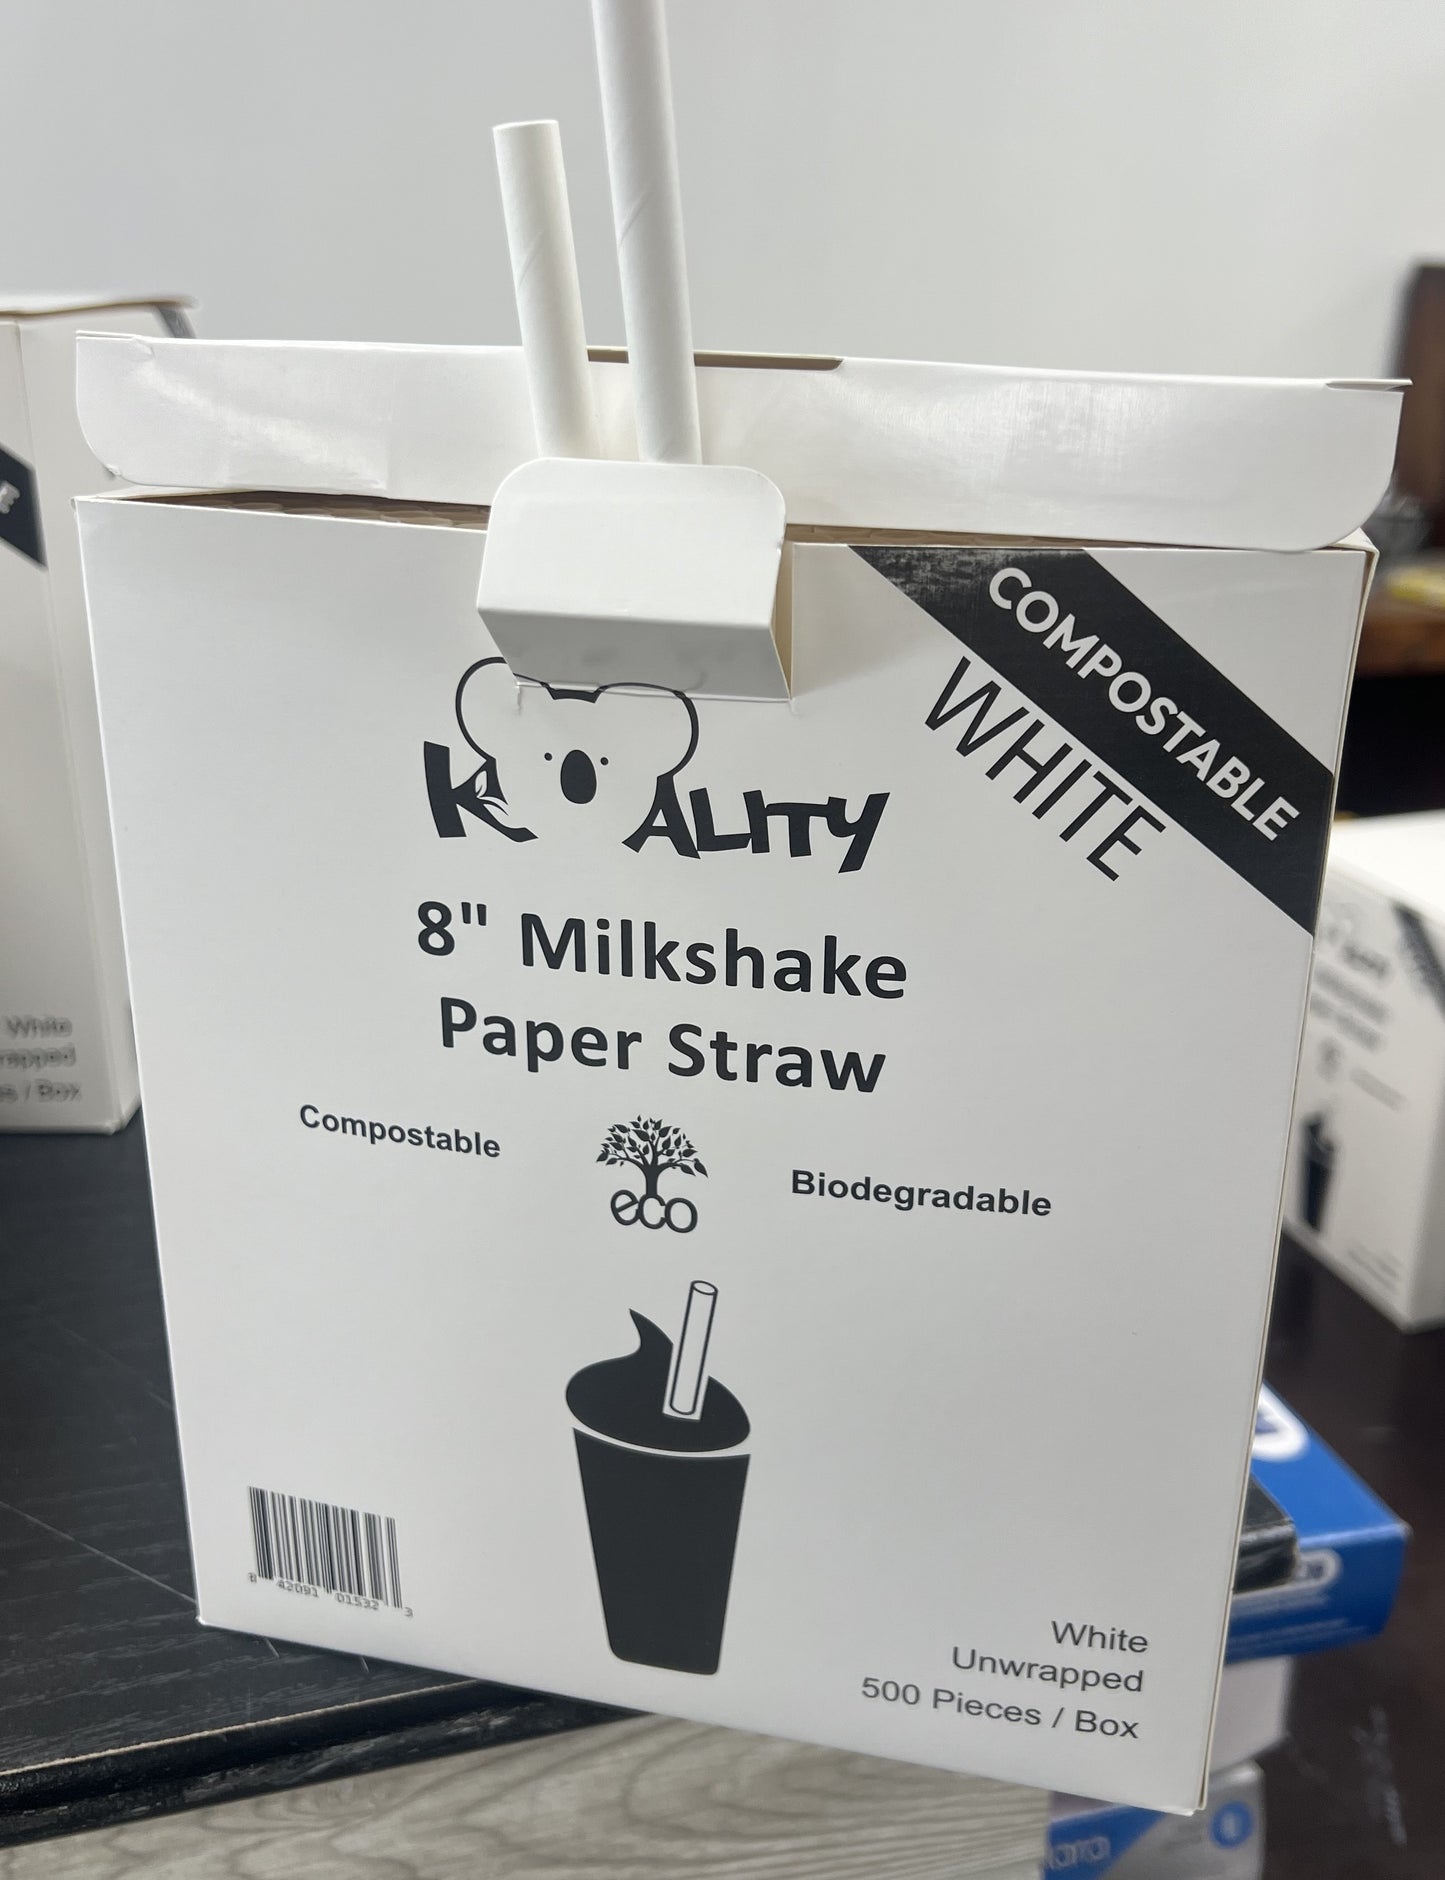 COMPOSTABLE
WHITE
KOALITY
8" Milkshake
Paper Straw
Compostable
eco
Biodegradable
8 42091 01532 3
White
Unwrapped
500 Pieces / Box
White
/ Box